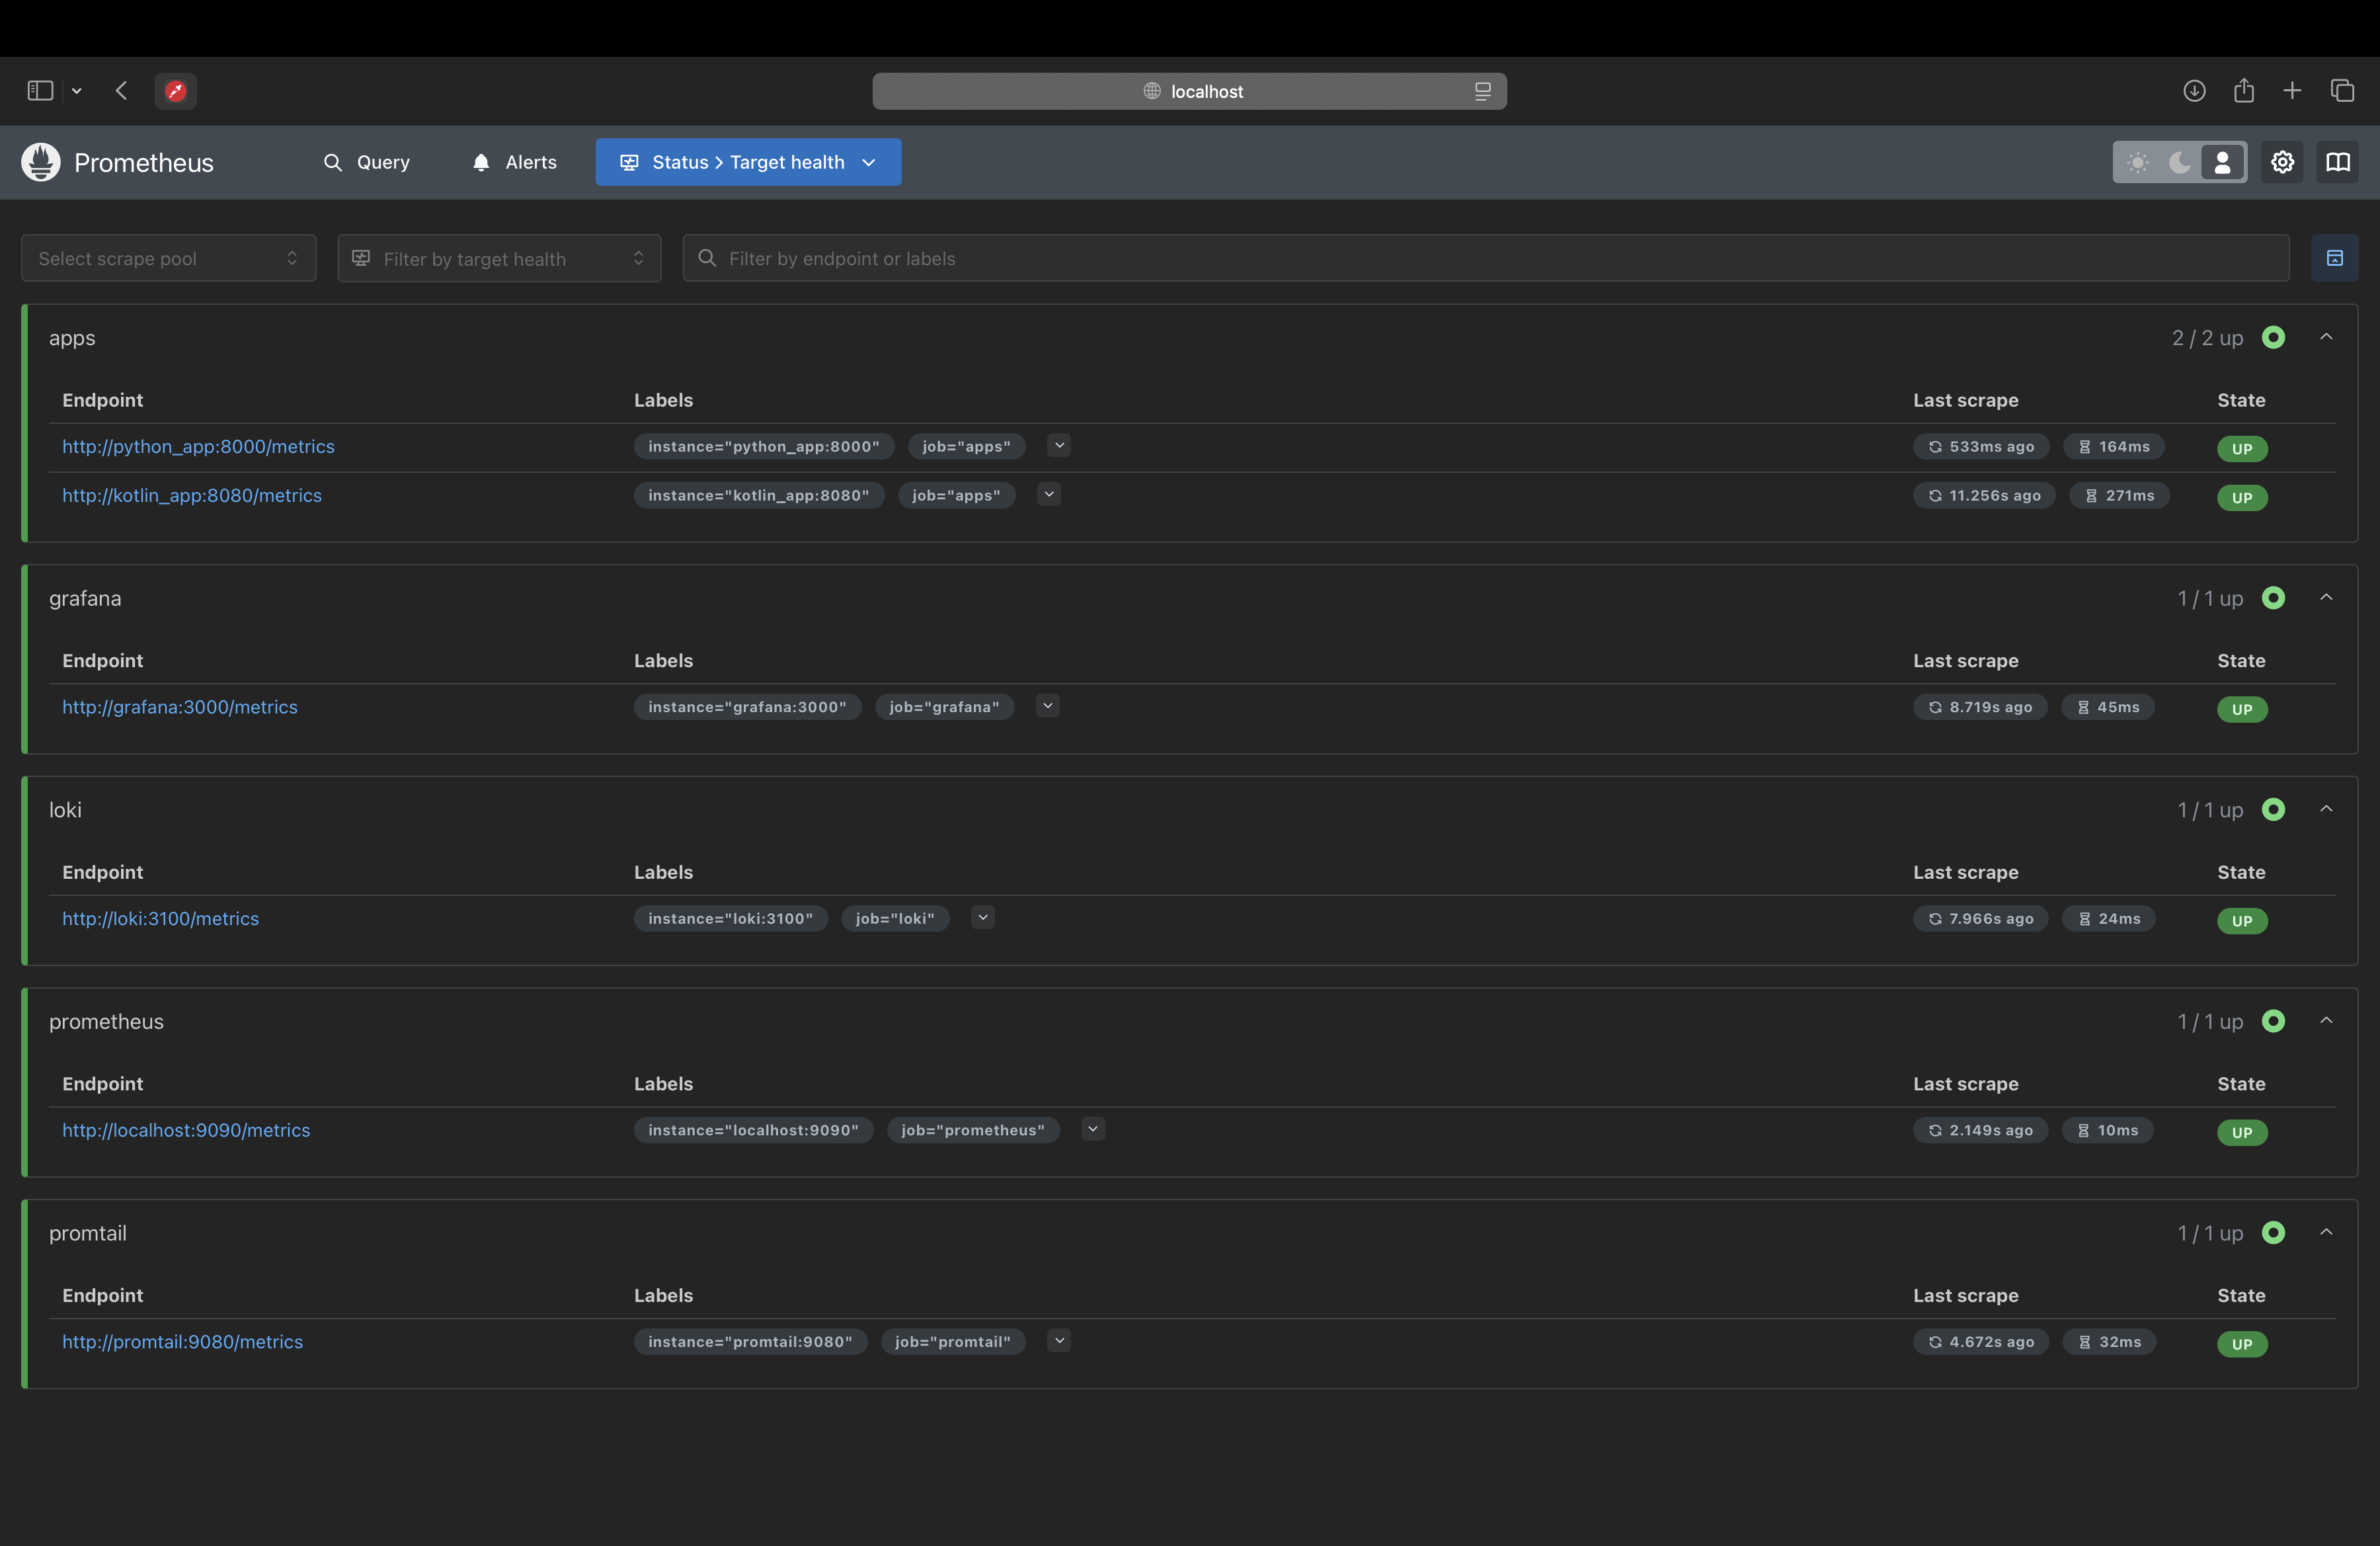 localhost
Prometheus Query Alerts Status > Target health
Select scrape pool Filter by target health Filter by endpoint or labels
apps 2 / 2 up
Endpoint Labels Last scrape State
http://python_app:8000/metrics instance="python_app:8000" job="apps" 533ms ago 164ms UP
http://kotlin_app:8080/metrics instance="kotlin_app:8080" job="apps" 11.256s ago 271ms UP
grafana 1 / 1 up
Endpoint Labels Last scrape State
http://grafana:3000/metrics instance="grafana:3000" job="grafana" 8.719s ago 45ms UP
loki 1 / 1 up
Endpoint Labels Last scrape State
http://loki:3100/metrics instance="loki:3100" job="loki" 7.966s ago 24ms UP
prometheus 1 / 1 up
Endpoint Labels Last scrape State
http://localhost:9090/metrics instance="localhost:9090" job="prometheus" 2.149s ago 10ms UP
promtail 1 / 1 up
Endpoint Labels Last scrape State
http://promtail:9080/metrics instance="promtail:9080" job="promtail" 4.672s ago 32ms UP